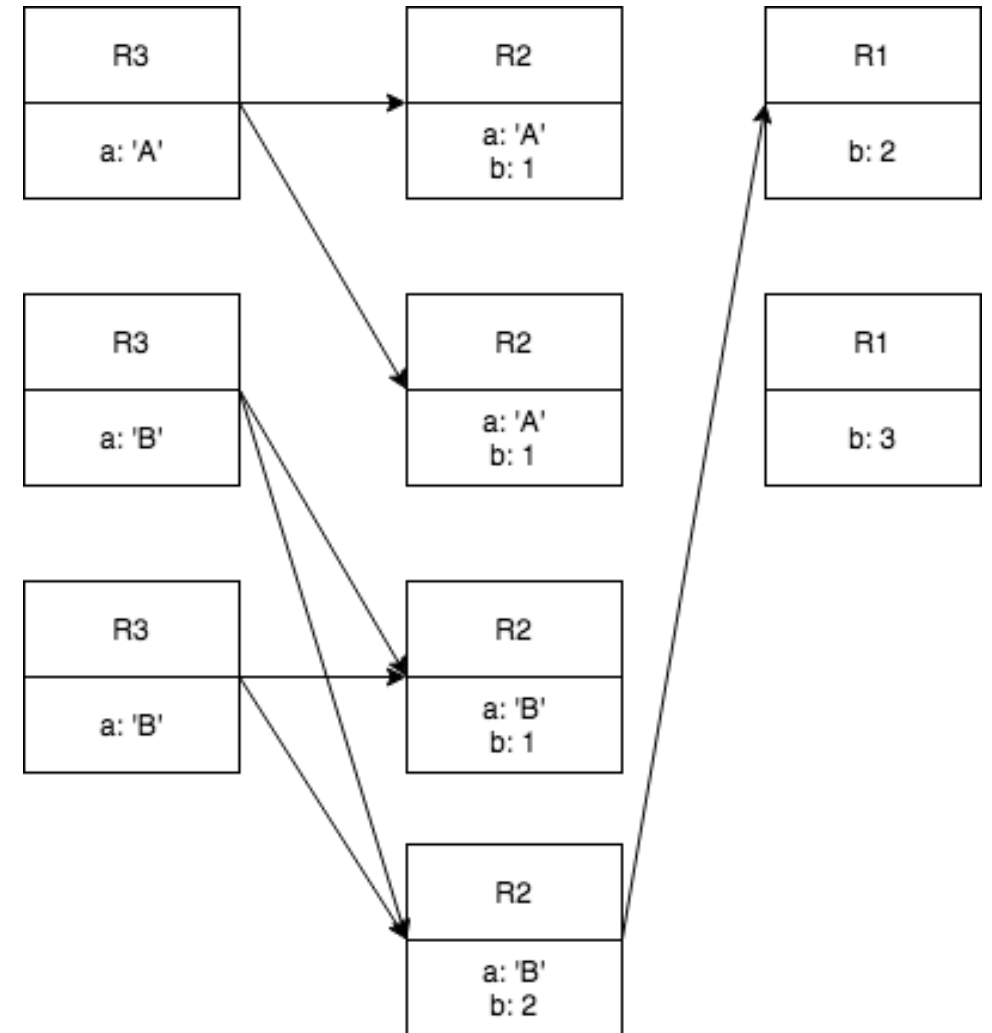 R3
a: 'A'
R2
a: 'A'
b: 1
R1
b: 2
R3
a: 'B'
R2
a: 'A'
b: 1
R1
b: 3
R3
a: 'B'
R2
a: 'B'
b: 1
R2
a: 'B'
b: 2